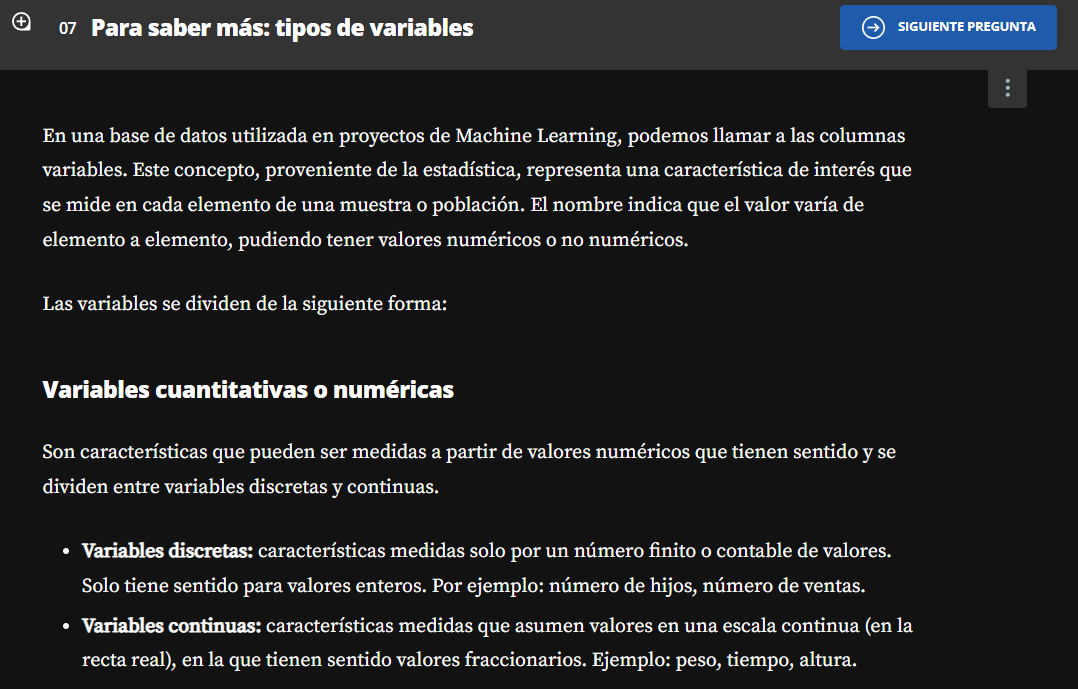 07 Para saber más: tipos de variables
SIGUIENTE PREGUNTA
En una base de datos utilizada en proyectos de Machine Learning, podemos llamar a las columnas
variables. Este concepto, proveniente de la estadística, representa una característica de interés que
se mide en cada elemento de una muestra o población. El nombre indica que el valor varía de
elemento a elemento, pudiendo tener valores numéricos o no numéricos.
Las variables se dividen de la siguiente forma:
Variables cuantitativas o numéricas
Son características que pueden ser medidas a partir de valores numéricos que tienen sentido y se
dividen entre variables discretas y continuas.
• Variables discretas: características medidas solo por un número finito o contable de valores.
Solo tiene sentido para valores enteros. Por ejemplo: número de hijos, número de ventas.
• Variables continuas: características medidas que asumen valores en una escala continua (en la
recta real), en la que tienen sentido valores fraccionarios. Ejemplo: peso, tiempo, altura.